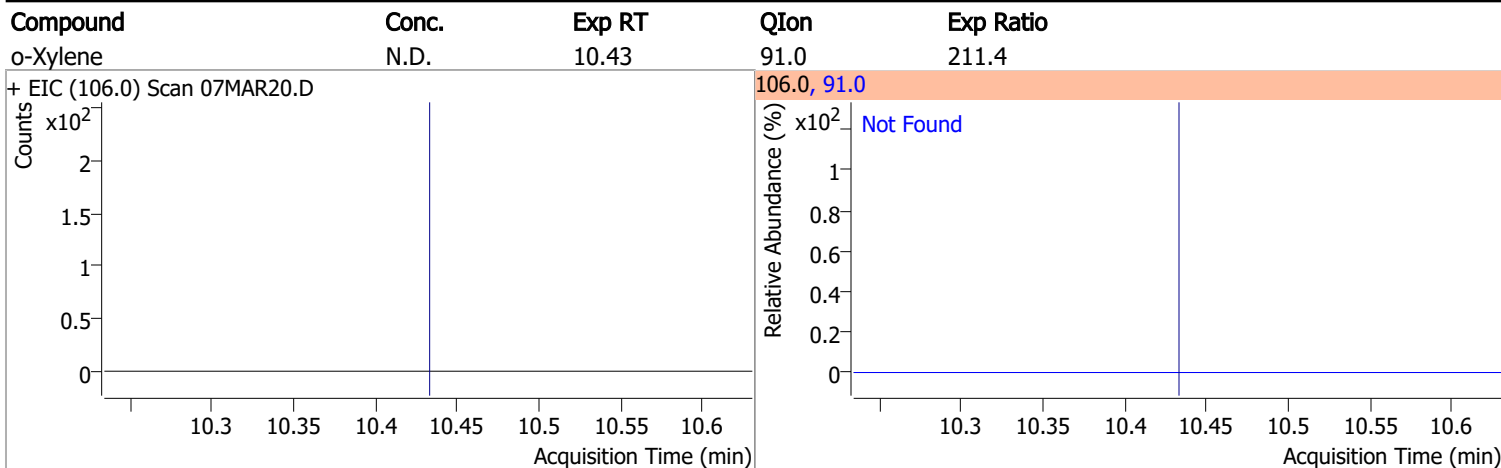 Compound Conc. Exp RT QIon Exp Ratio
o-Xylene N.D. 10.43 91.0 211.4
+ EIC (106.0) Scan 07MAR20.D
Counts
x10²
2
1.5
1
0.5
0
10.3 10.35 10.4 10.45 10.5 10.55 10.6
Acquisition Time (min)
106.0, 91.0
Relative Abundance (%)
x10²
Not Found
1
0.8
0.6
0.4
0.2
0
10.3 10.35 10.4 10.45 10.5 10.55 10.6
Acquisition Time (min)